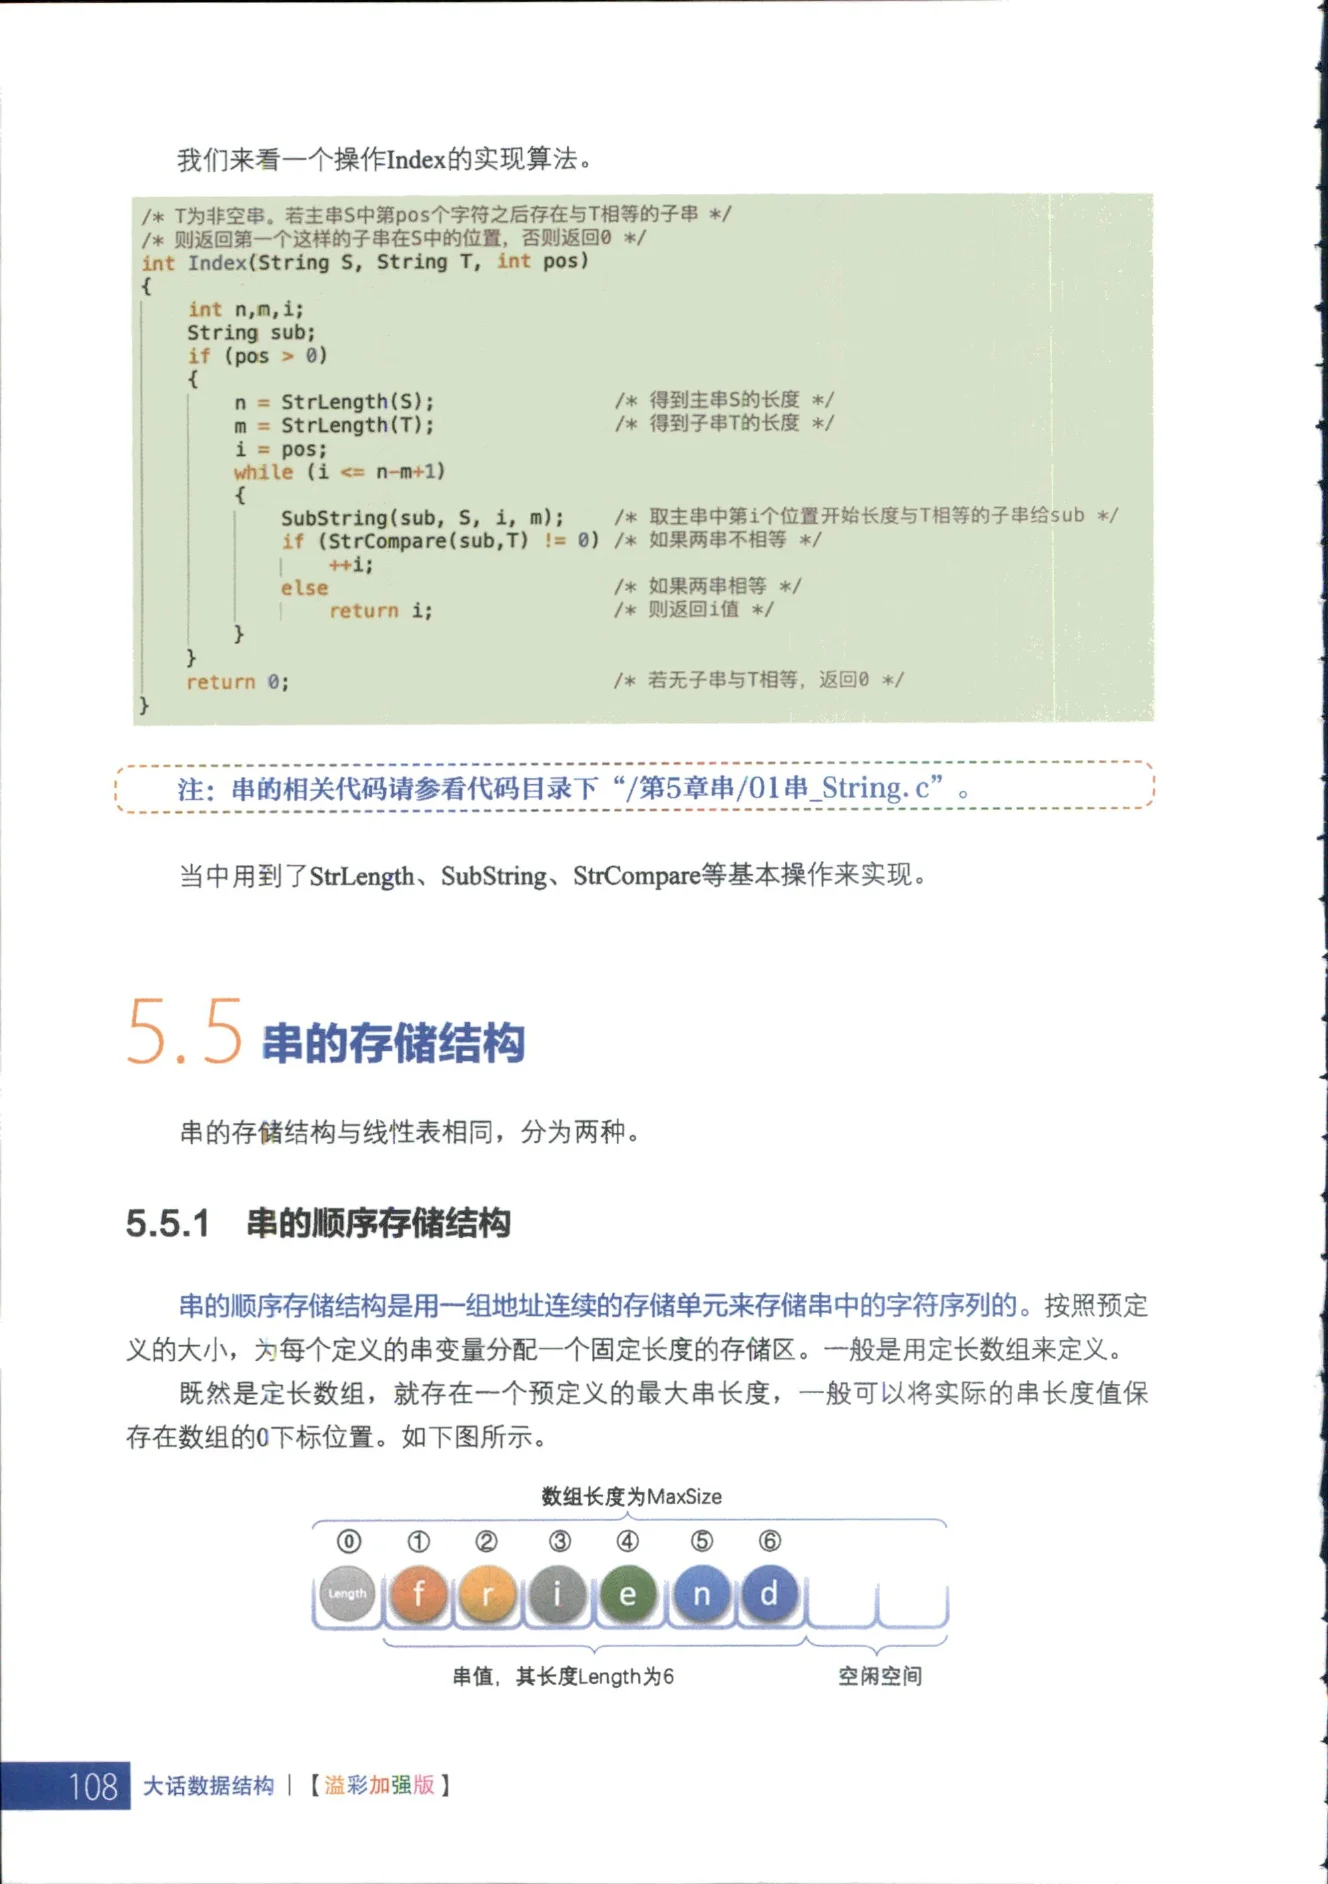 我们来看一个操作Index的实现算法。
/* T为非空串。若主串S中第pos个字符之后存在与T相等的子串 */
/* 则返回第一个这样的子串在S中的位置，否则返回0 */
int Index(String S, String T, int pos)
{
    int n,m,i;
    String sub;
    if (pos > 0)
    {
        n = StrLength(S);               /* 得到主串S的长度 */
        m = StrLength(T);               /* 得到子串T的长度 */
        i = pos;
        while (i <= n-m+1)
        {
            SubString(sub, S, i, m);    /* 取主串中第i个位置开始长度与T相等的子串给sub */
            if (StrCompare(sub,T) != 0) /* 如果两串不相等 */
                ++i;
            else                        /* 如果两串相等 */
                return i;               /* 则返回i值 */
        }
    }
    return 0;                           /* 若无子串与T相等，返回0 */
}
注：串的相关代码请参看代码目录下“/第5章串/01串_String.c”。
当中用到了StrLength、SubString、StrCompare等基本操作来实现。
5.5 串的存储结构
串的存储结构与线性表相同，分为两种。
5.5.1 串的顺序存储结构
串的顺序存储结构是用一组地址连续的存储单元来存储串中的字符序列的。按照预定
义的大小，为每个定义的串变量分配一个固定长度的存储区。一般是用定长数组来定义。
既然是定长数组，就存在一个预定义的最大串长度，一般可以将实际的串长度值保
存在数组的0下标位置。如下图所示。
数组长度为MaxSize
⓪ ① ② ③ ④ ⑤ ⑥
Length f r i e n d
串值，其长度Length为6 空闲空间
108 大话数据结构 | 【溢彩加强版】